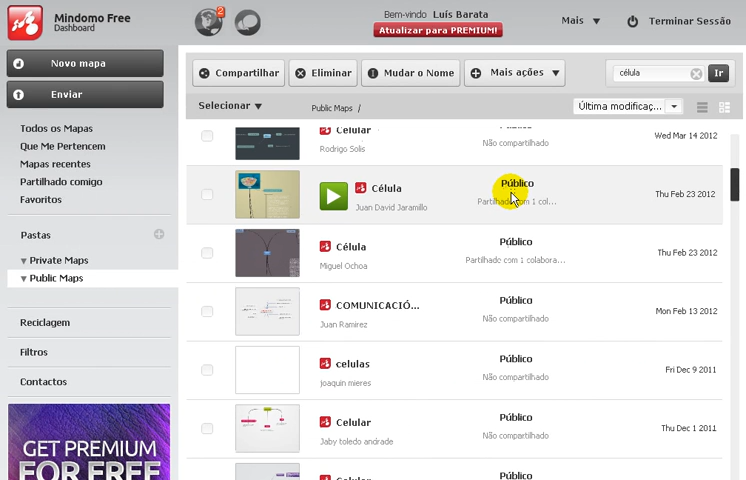 Mindomo Free
Dashboard
2
Bem-vindo Luís Barata
Atualizar para PREMIUM!
Mais ▼
Terminar Sessão
Novo mapa
Enviar
Compartilhar
Eliminar
Mudar o Nome
Mais ações ▼
célula
Ir
Selecionar ▼
Public Maps /
Última modificaç...
Todos os Mapas
Que Me Pertencem
Mapas recentes
Partilhado comigo
Favoritos
Pastas
▼ Private Maps
▼ Public Maps
Reciclagem
Filtros
Contactos
GET PREMIUM
FOR FREE
Celular
Rodrigo Solis
Público
Não compartilhado
Wed Mar 14 2012
Célula
Juan David Jaramillo
Público
Partilhado com 1 col...
Thu Feb 23 2012
Célula
Miguel Ochoa
Público
Partilhado com 1 colabora...
Thu Feb 23 2012
COMUNICACIÓ...
Juan Ramirez
Público
Não compartilhado
Mon Feb 13 2012
celulas
joaquin mieres
Público
Não compartilhado
Fri Dec 9 2011
Celular
Jaby toledo andrade
Público
Não compartilhado
Thu Dec 1 2011
Celular
Público